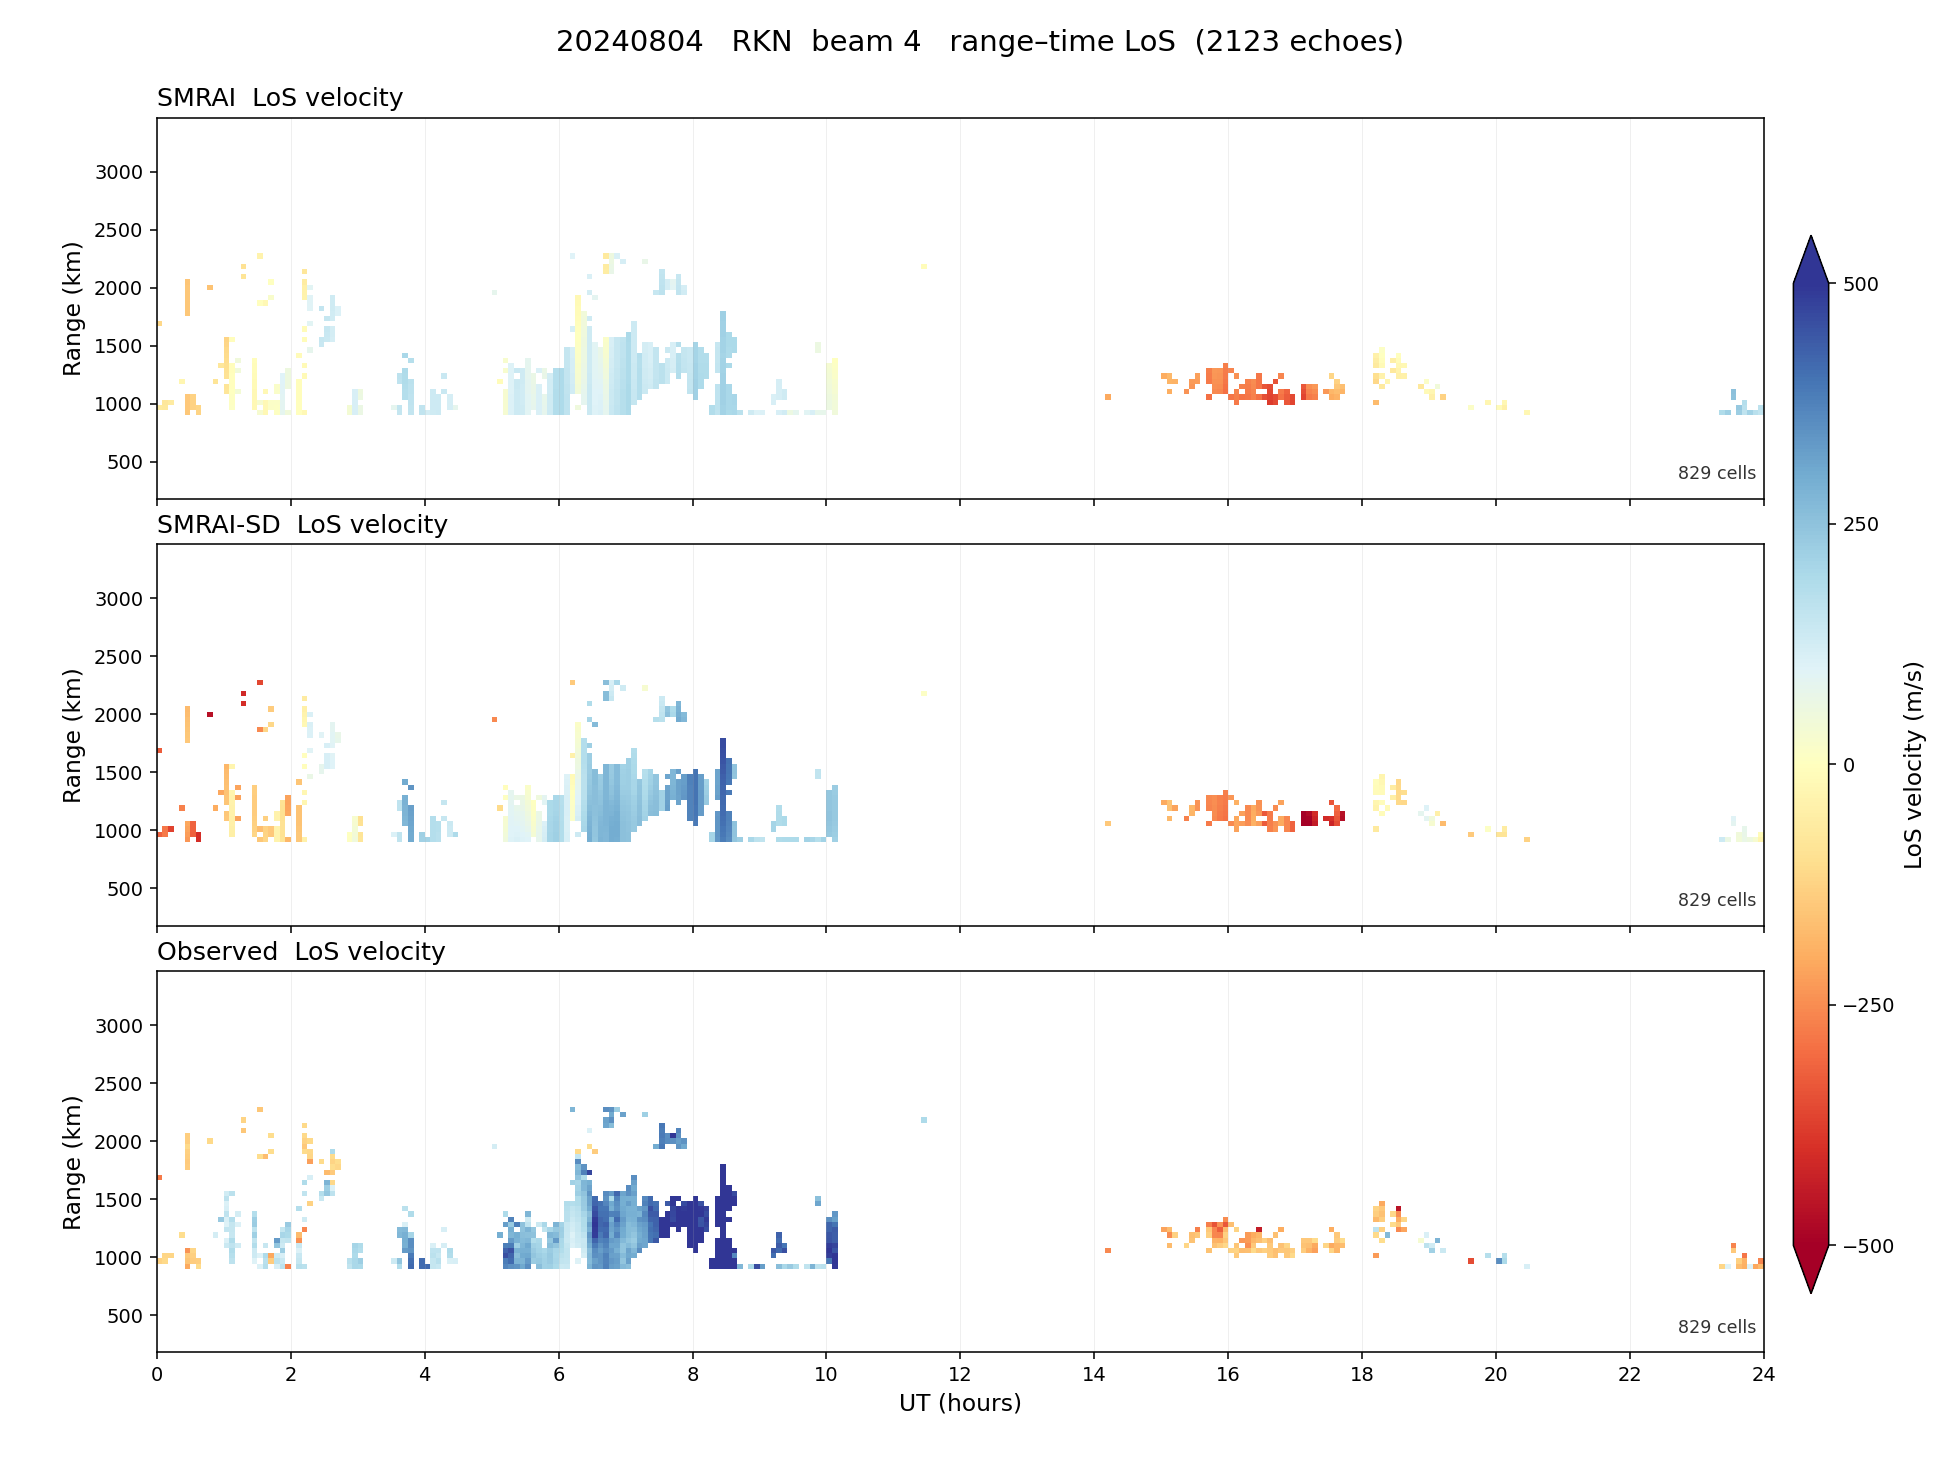 20240804   RKN  beam 4   range–time LoS  (2123 echoes)
SMRAI  LoS velocity
3000
2500
2000
1500
1000
500
Range (km)
829 cells
SMRAI-SD  LoS velocity
3000
2500
2000
1500
1000
500
Range (km)
829 cells
Observed  LoS velocity
3000
2500
2000
1500
1000
500
Range (km)
829 cells
0 2 4 6 8 10 12 14 16 18 20 22 24
UT (hours)
500
250
0
−250
−500
LoS velocity (m/s)